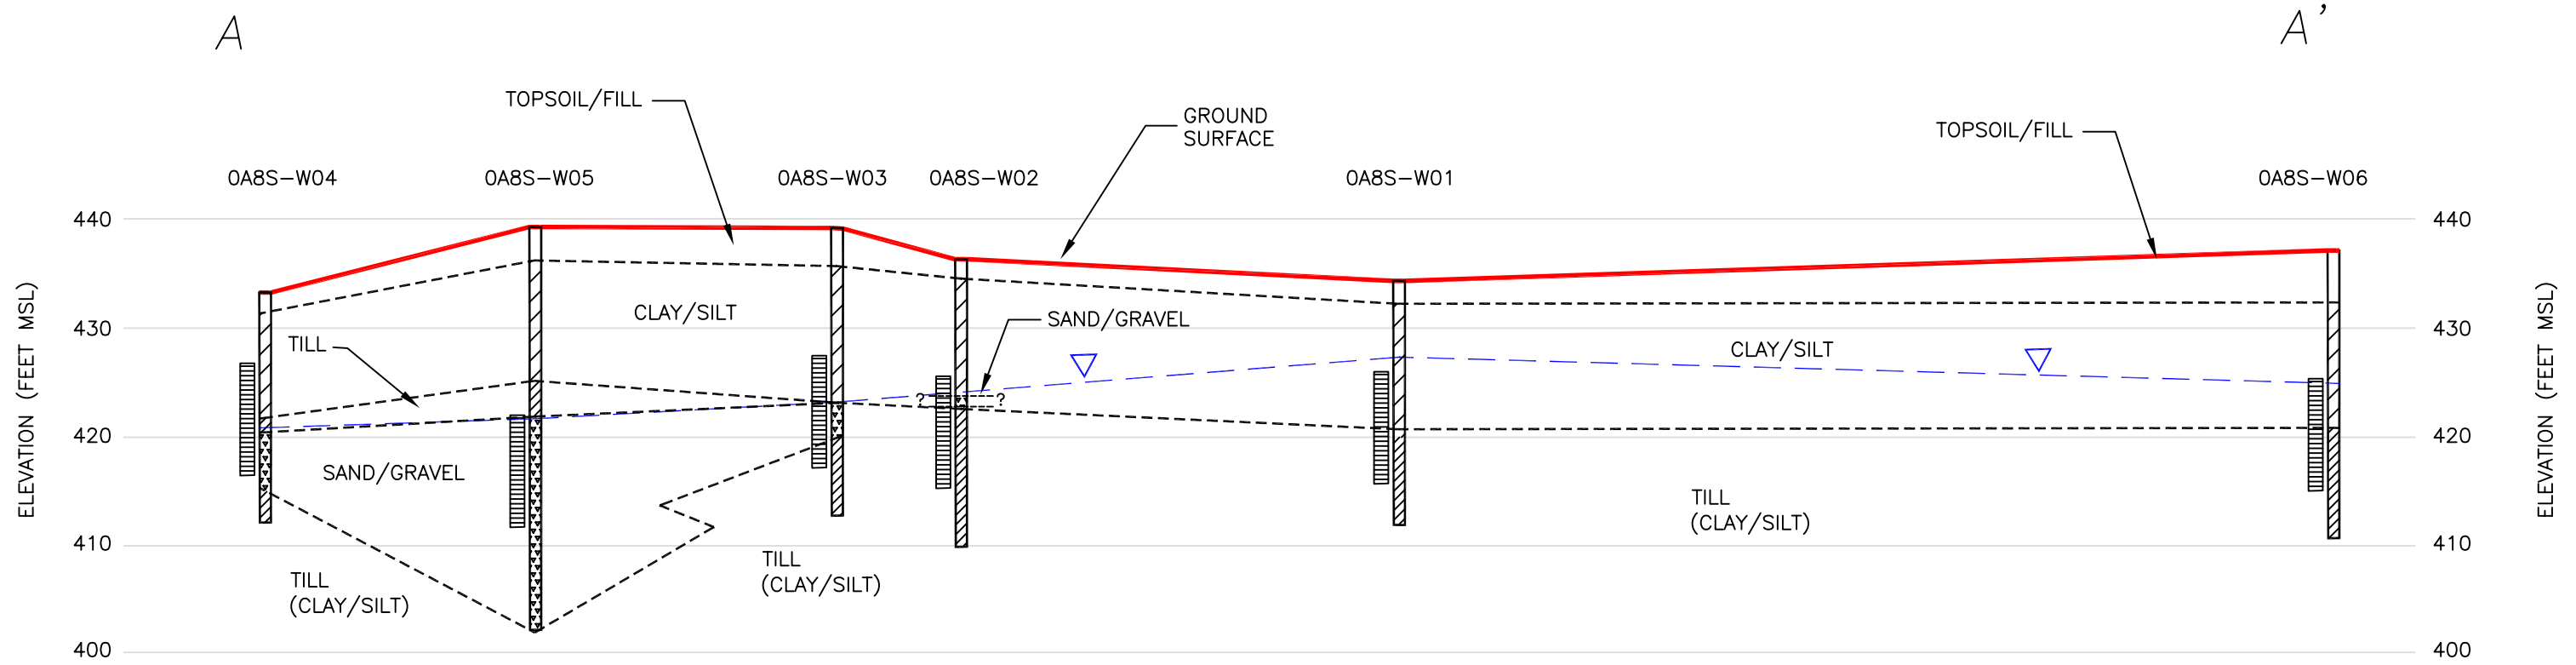 A A'
TOPSOIL/FILL
GROUND
SURFACE
TOPSOIL/FILL
0A8S-W04 0A8S-W05 0A8S-W03 0A8S-W02 0A8S-W01 0A8S-W06
440 440
430 430
420 420
410 410
400 400
ELEVATION (FEET MSL)
ELEVATION (FEET MSL)
CLAY/SILT
SAND/GRAVEL
TILL
CLAY/SILT
? ?
SAND/GRAVEL
TILL
(CLAY/SILT)
TILL
(CLAY/SILT)
TILL
(CLAY/SILT)